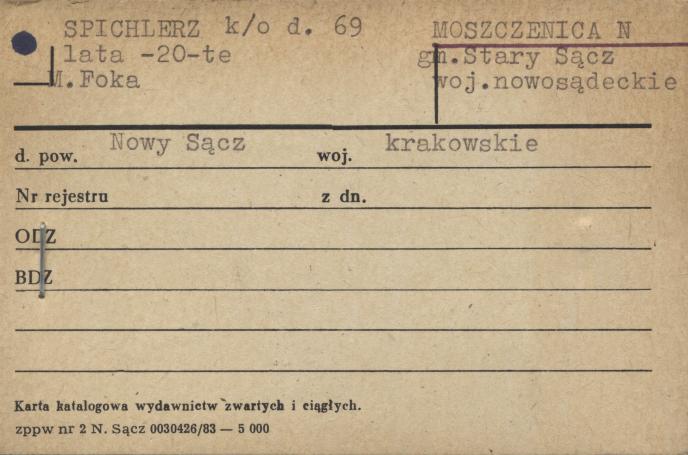 SPICHLERZ k/o d. 69
lata -20-te
M.Foka
MOSZCZENICA N
gm.Stary Sącz
woj.nowosądeckie
d. pow. Nowy Sącz woj. krakowskie
Nr rejestru z dn.
ODZ
BDZ
Karta katalogowa wydawnictw zwartych i ciągłych.
zppw nr 2 N. Sącz 0030426/83 — 5 000